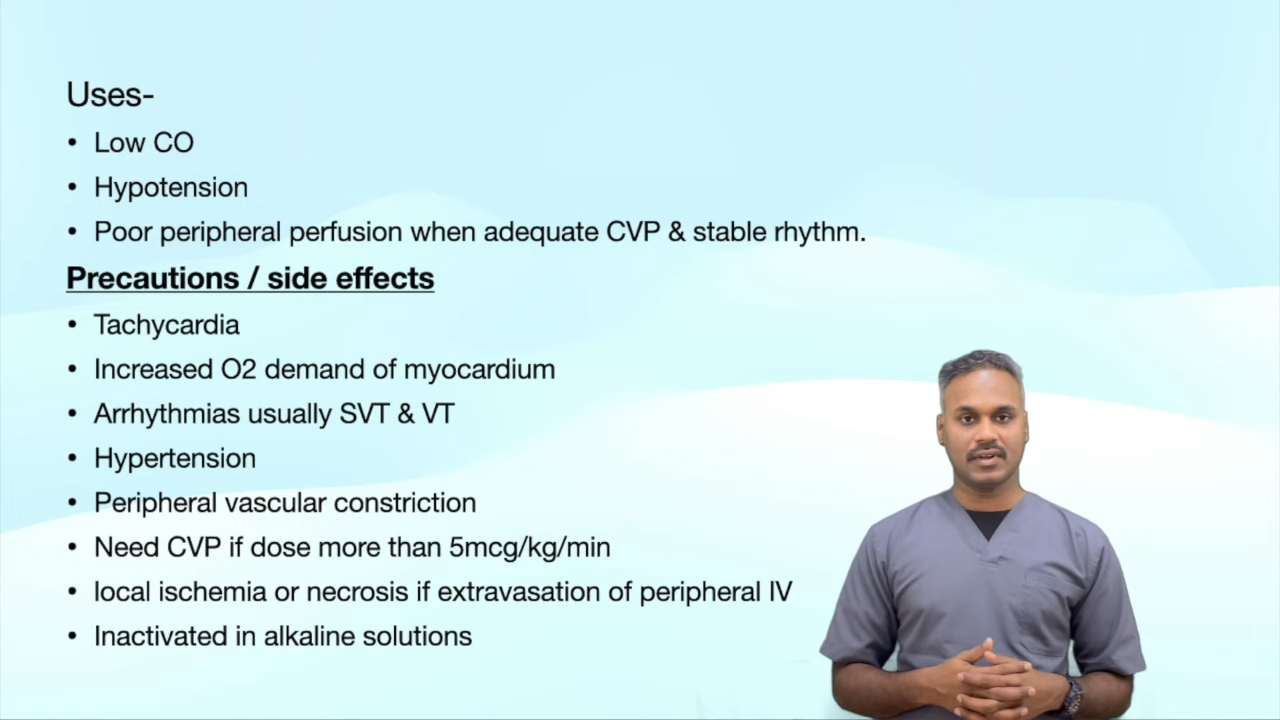 Uses-
• Low CO
• Hypotension
• Poor peripheral perfusion when adequate CVP & stable rhythm.
Precautions / side effects
• Tachycardia
• Increased O2 demand of myocardium
• Arrhythmias usually SVT & VT
• Hypertension
• Peripheral vascular constriction
• Need CVP if dose more than 5mcg/kg/min
• local ischemia or necrosis if extravasation of peripheral IV
• Inactivated in alkaline solutions